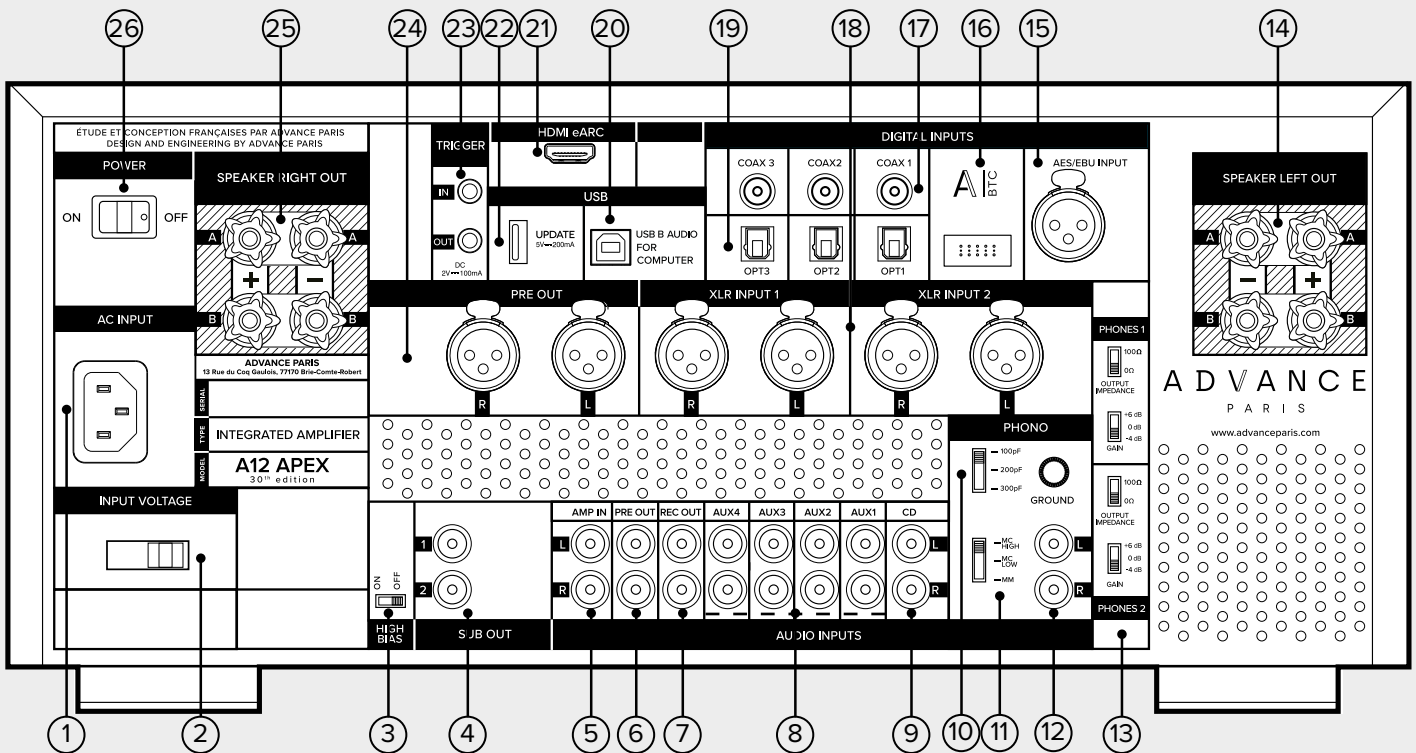 26 25 24 23 22 21 20 19 18 17 16 15 14
ÉTUDE ET CONCEPTION FRANÇAISES PAR ADVANCE PARIS
DESIGN AND ENGINEERING BY ADVANCE PARIS
POWER
ON OFF
SPEAKER RIGHT OUT
A A
+ −
B B
ADVANCE PARIS
13 Rue du Coq Gaulois, 77170 Brie-Comte-Robert
AC INPUT
SERIAL
TYPE
INTEGRATED AMPLIFIER
MODEL
A12 APEX
30th edition
INPUT VOLTAGE
TRIGGER
IN
OUT
DC
2V⎓100mA
HDMI eARC
USB
UPDATE
5V⎓200mA
USB B AUDIO
FOR
COMPUTER
DIGITAL INPUTS
COAX 3 COAX2 COAX 1
OPT3 OPT2 OPT1
A
BTC
AES/EBU INPUT
PRE OUT XLR INPUT 1 XLR INPUT 2
R L R L R L
SPEAKER LEFT OUT
A A
− +
B B
ADVANCE
PARIS
www.advanceparis.com
PHONES 1
100Ω
0Ω
OUTPUT
IMPEDANCE
+6 dB
0 dB
-4 dB
GAIN
100Ω
0Ω
OUTPUT
IMPEDANCE
+6 dB
0 dB
-4 dB
GAIN
PHONES 2
PHONO
100pF
200pF
300pF
GROUND
MC
HIGH
MC
LOW
MM
L
R
ON
OFF
HIGH
BIAS
1
2
SUB OUT
AMP IN PRE OUT REC OUT AUX4 AUX3 AUX2 AUX1 CD
L L
R R
AUDIO INPUTS
1 2 3 4 5 6 7 8 9 10 11 12 13